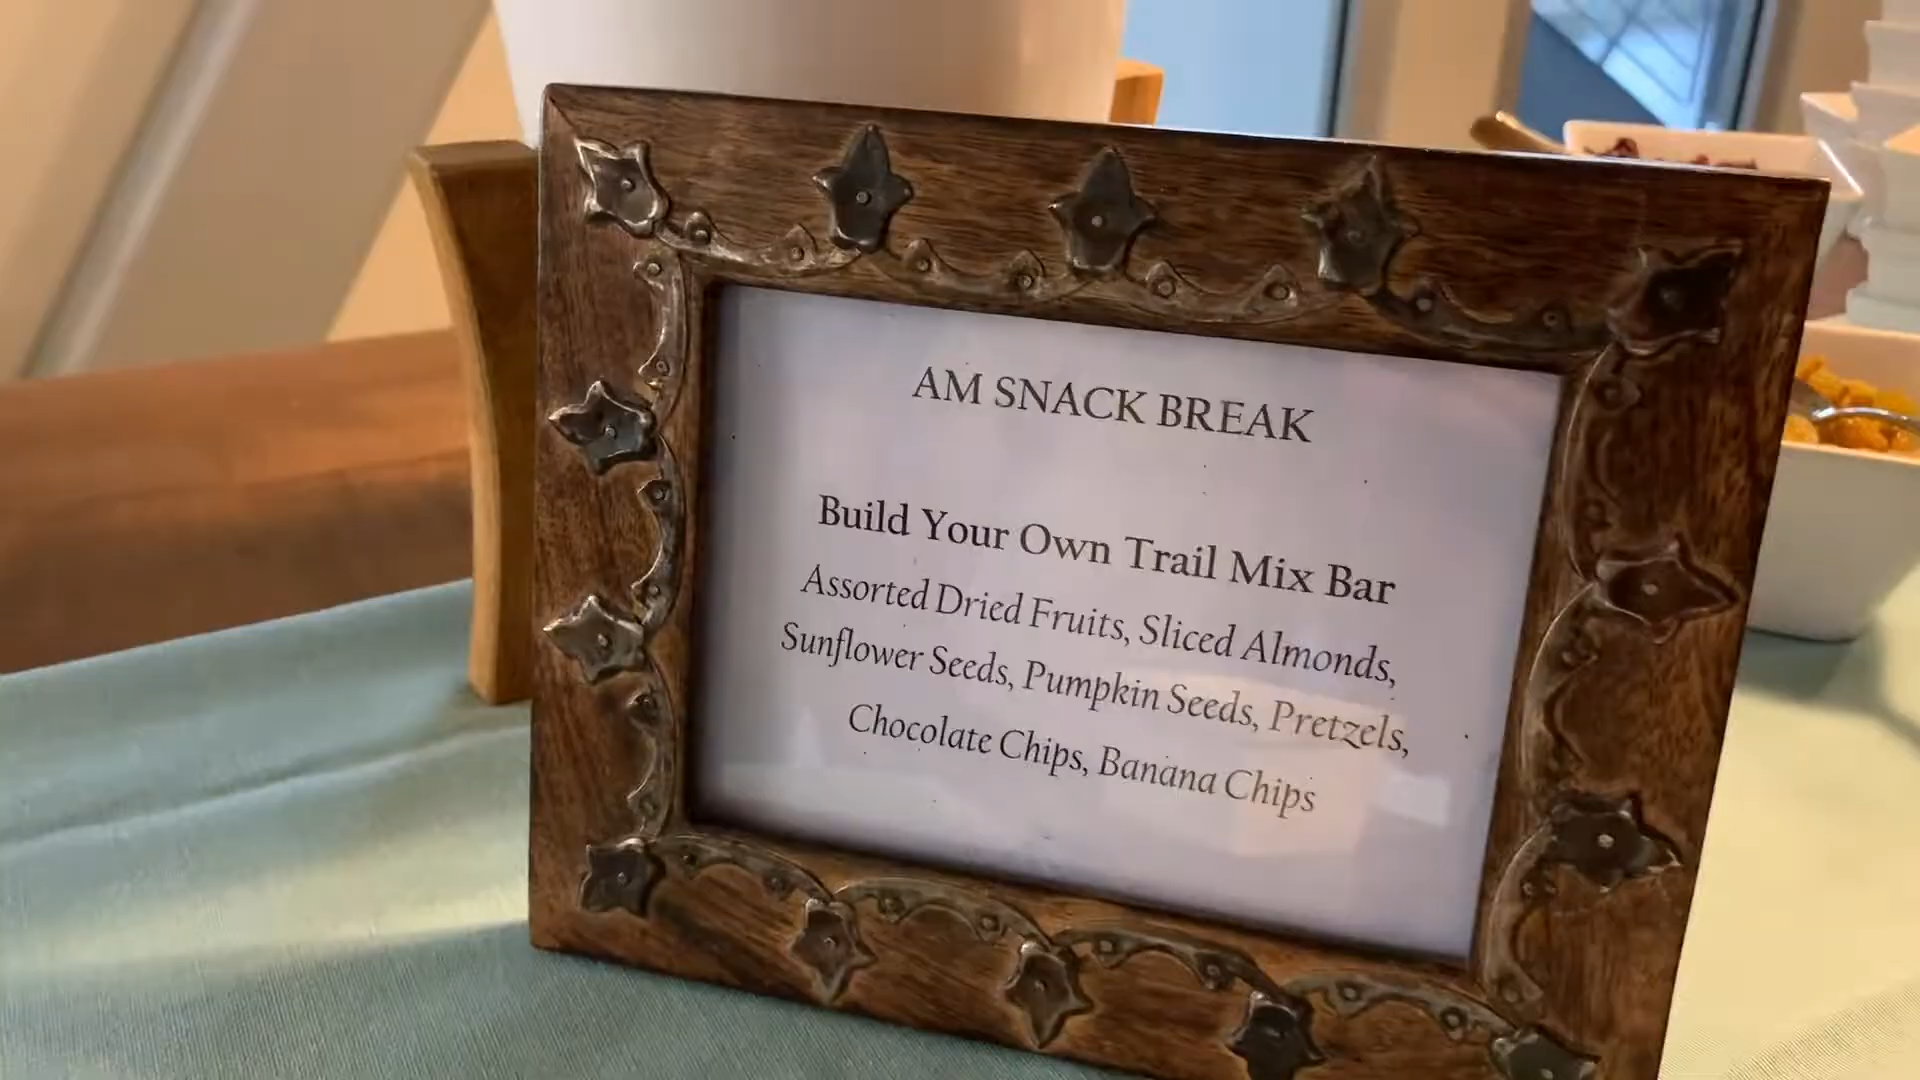 AM SNACK BREAK
Build Your Own Trail Mix Bar
Assorted Dried Fruits, Sliced Almonds,
Sunflower Seeds, Pumpkin Seeds, Pretzels,
Chocolate Chips, Banana Chips